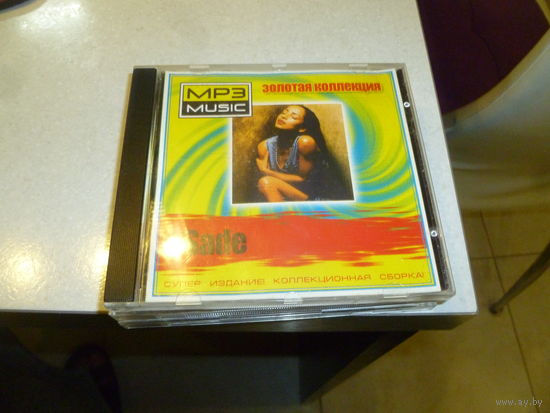 MP3
MUSIC
ЗОЛОТАЯ КОЛЛЕКЦИЯ
Sade
СУПЕР ИЗДАНИЕ КОЛЛЕКЦИОННАЯ СБОРКА!
www.ay.by